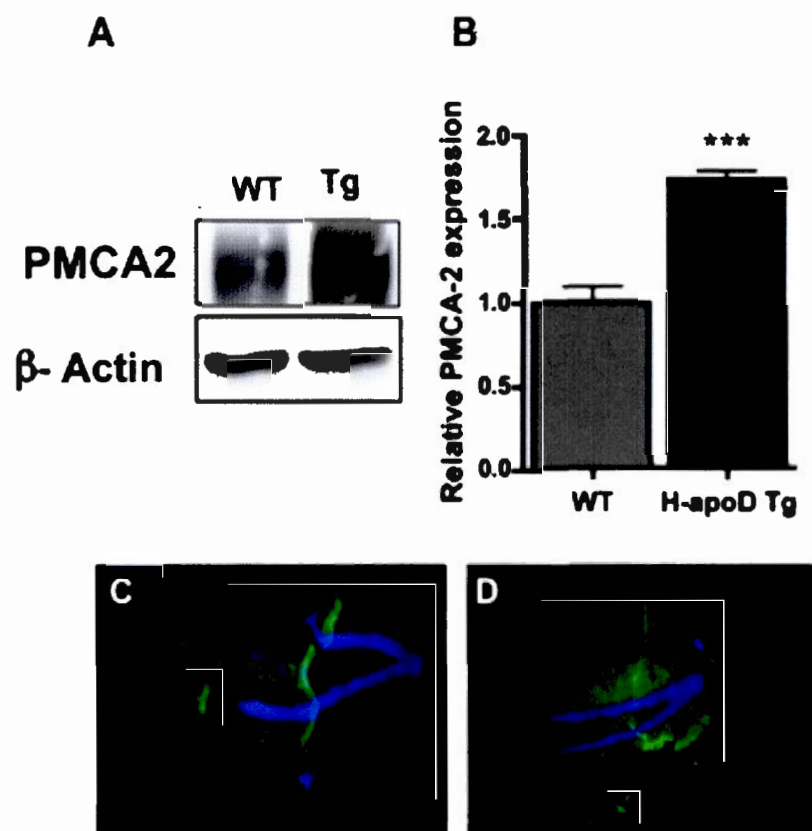 A
WT Tg
PMCA2
β- Actin
B
Relative PMCA-2 expression
2.0
***
1.5
1.0
0.5
0.0
WT H-apoD Tg
C
D